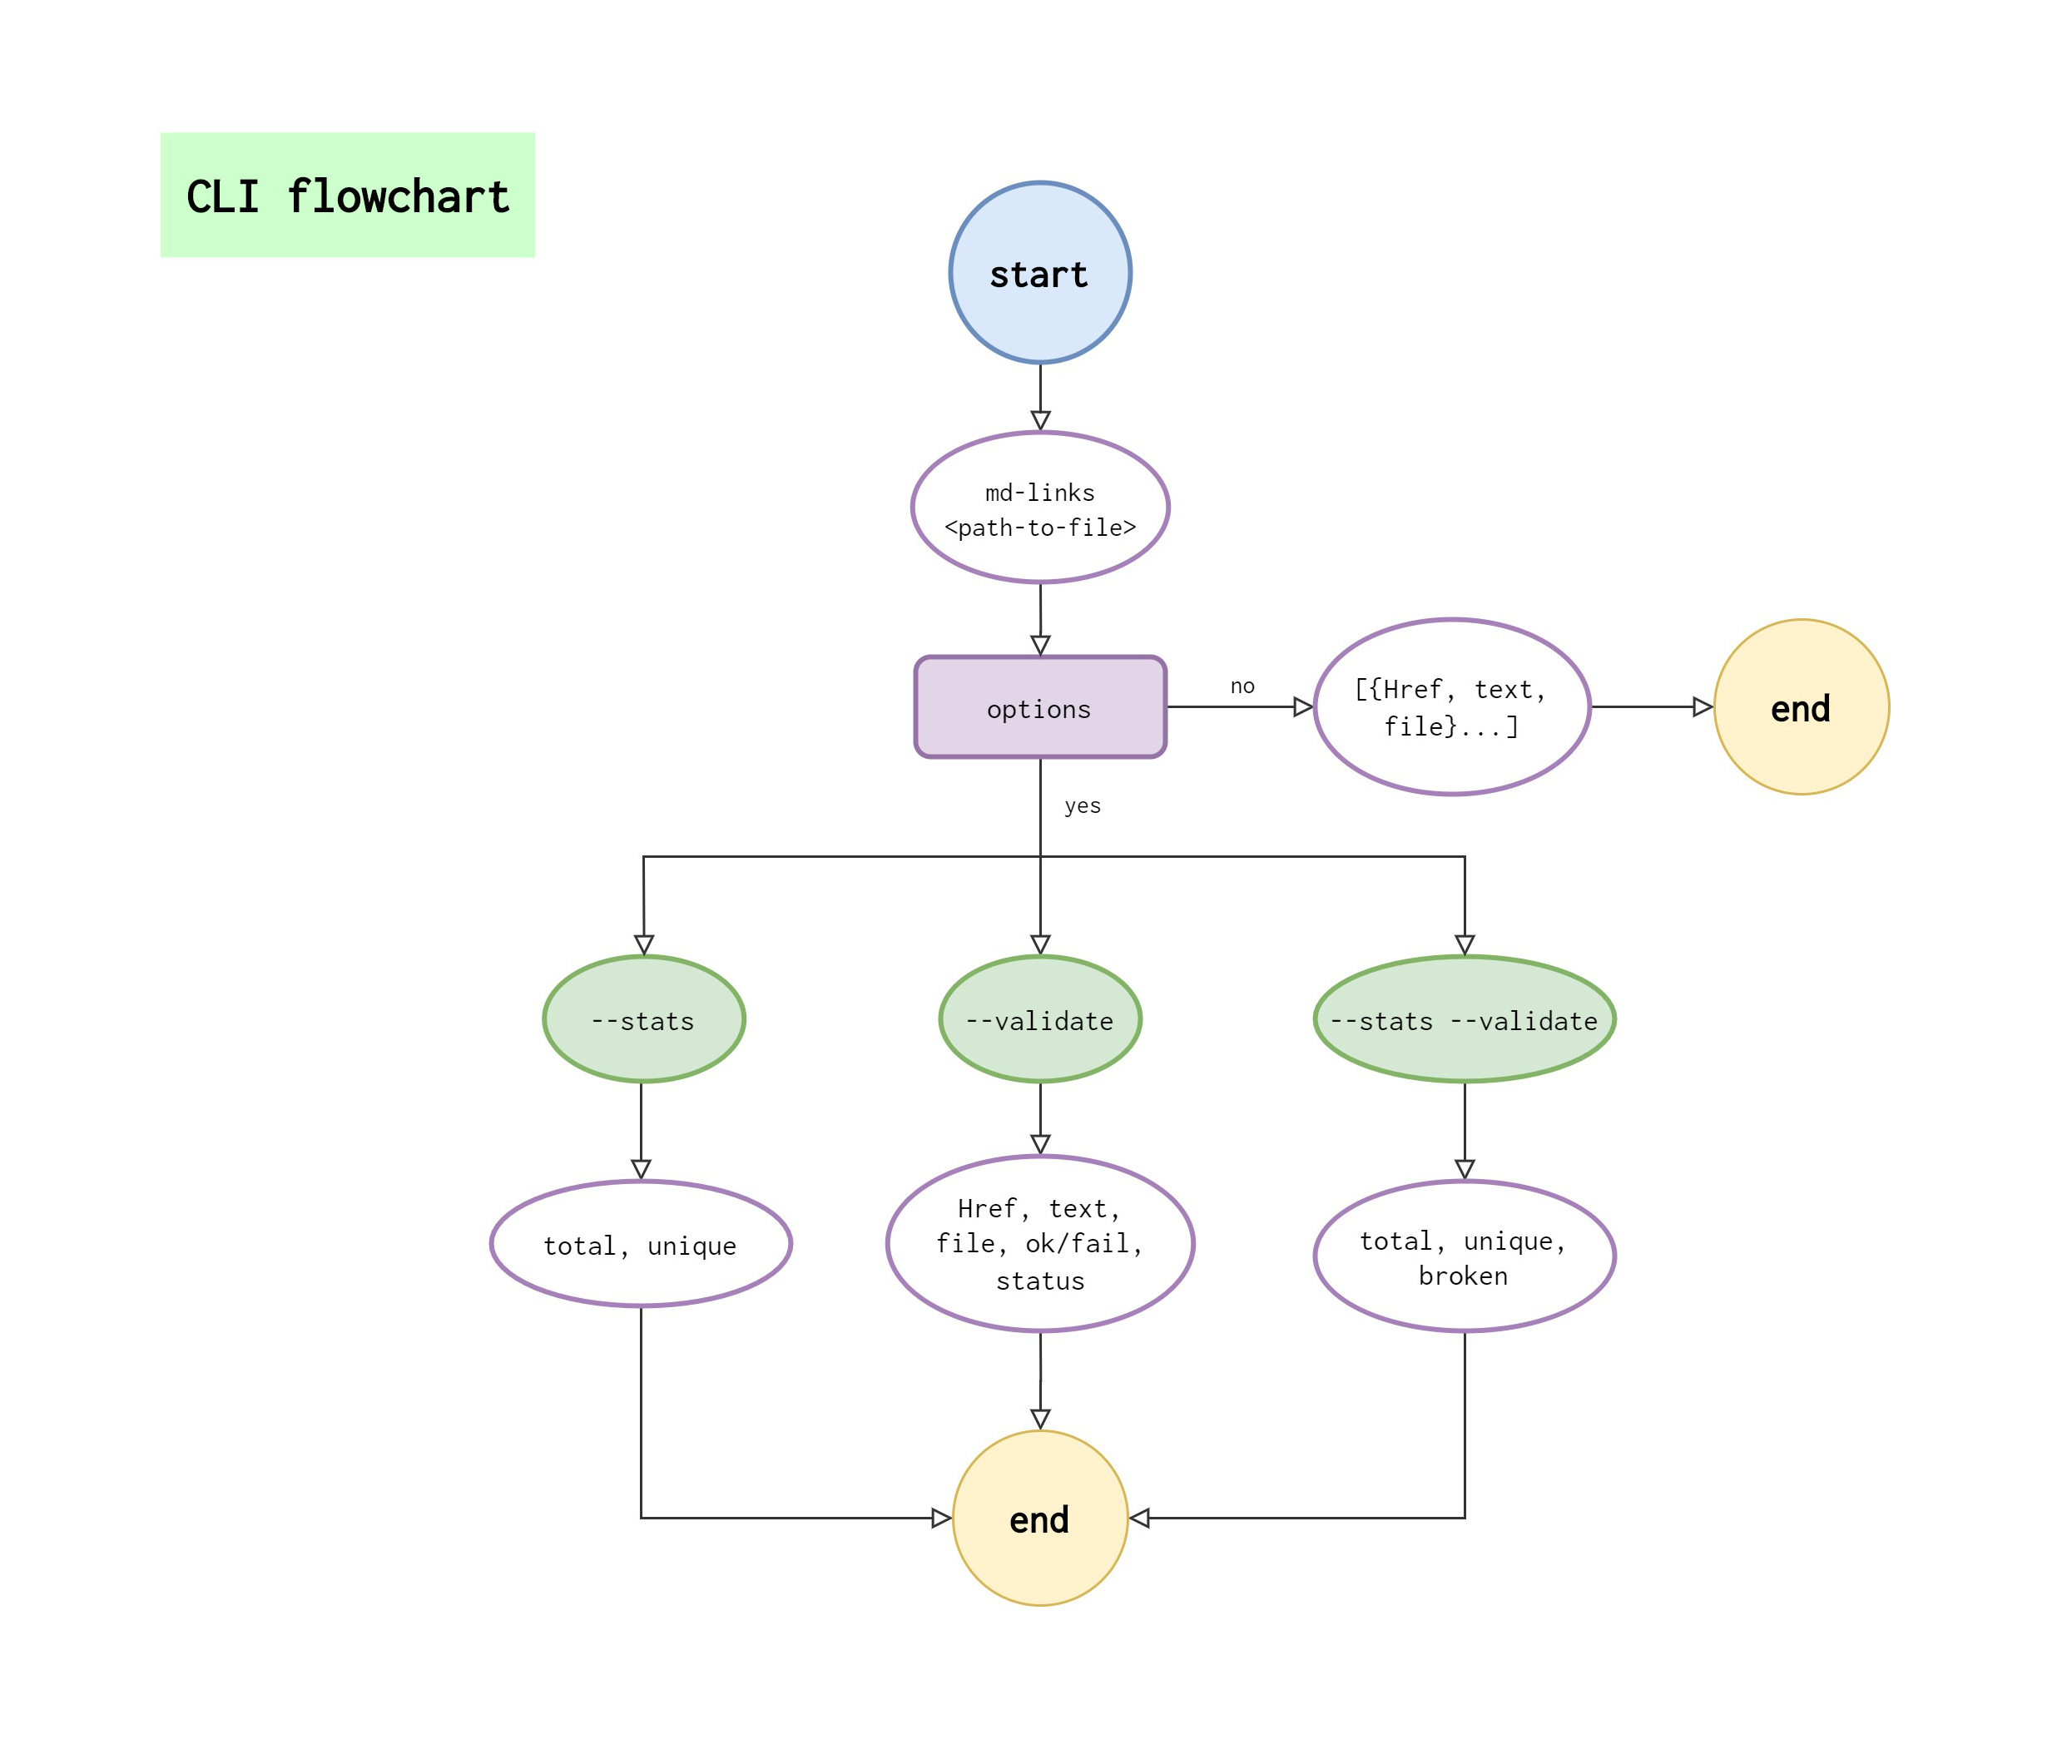 CLI flowchart
start
md-links
<path-to-file>
options
no
[{Href, text,
file}...]
end
yes
--stats
--validate
--stats --validate
total, unique
Href, text,
file, ok/fail,
status
total, unique,
broken
end